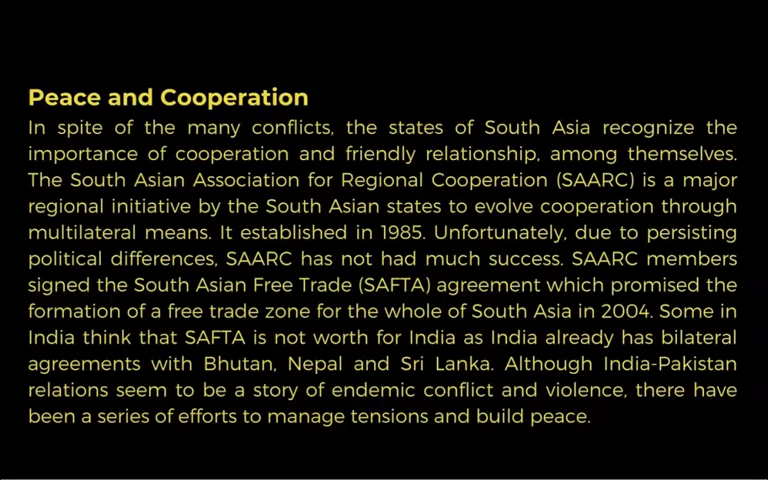 Peace and Cooperation
In spite of the many conflicts, the states of South Asia recognize the
importance of cooperation and friendly relationship, among themselves.
The South Asian Association for Regional Cooperation (SAARC) is a major
regional initiative by the South Asian states to evolve cooperation through
multilateral means. It established in 1985. Unfortunately, due to persisting
political differences, SAARC has not had much success. SAARC members
signed the South Asian Free Trade (SAFTA) agreement which promised the
formation of a free trade zone for the whole of South Asia in 2004. Some in
India think that SAFTA is not worth for India as India already has bilateral
agreements with Bhutan, Nepal and Sri Lanka. Although India-Pakistan
relations seem to be a story of endemic conflict and violence, there have
been a series of efforts to manage tensions and build peace.